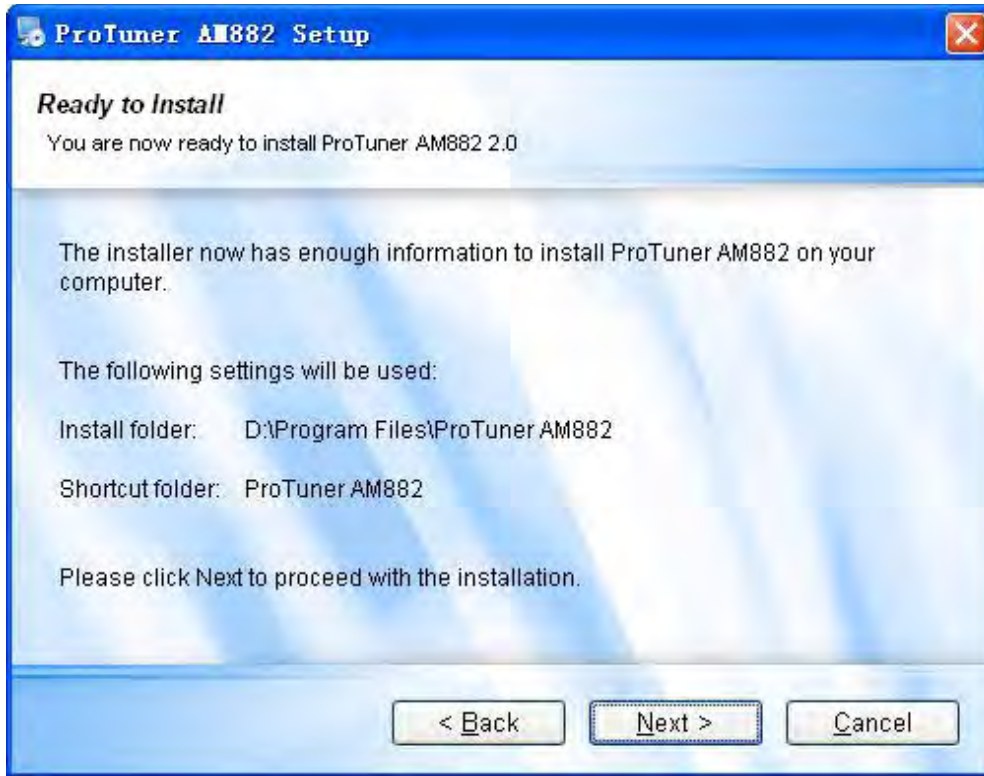 ProTuner AM882 Setup
Ready to Install
You are now ready to install ProTuner AM882 2.0
The installer now has enough information to install ProTuner AM882 on your
computer.
The following settings will be used:
Install folder: D:\Program Files\ProTuner AM882
Shortcut folder: ProTuner AM882
Please click Next to proceed with the installation.
< Back Next > Cancel